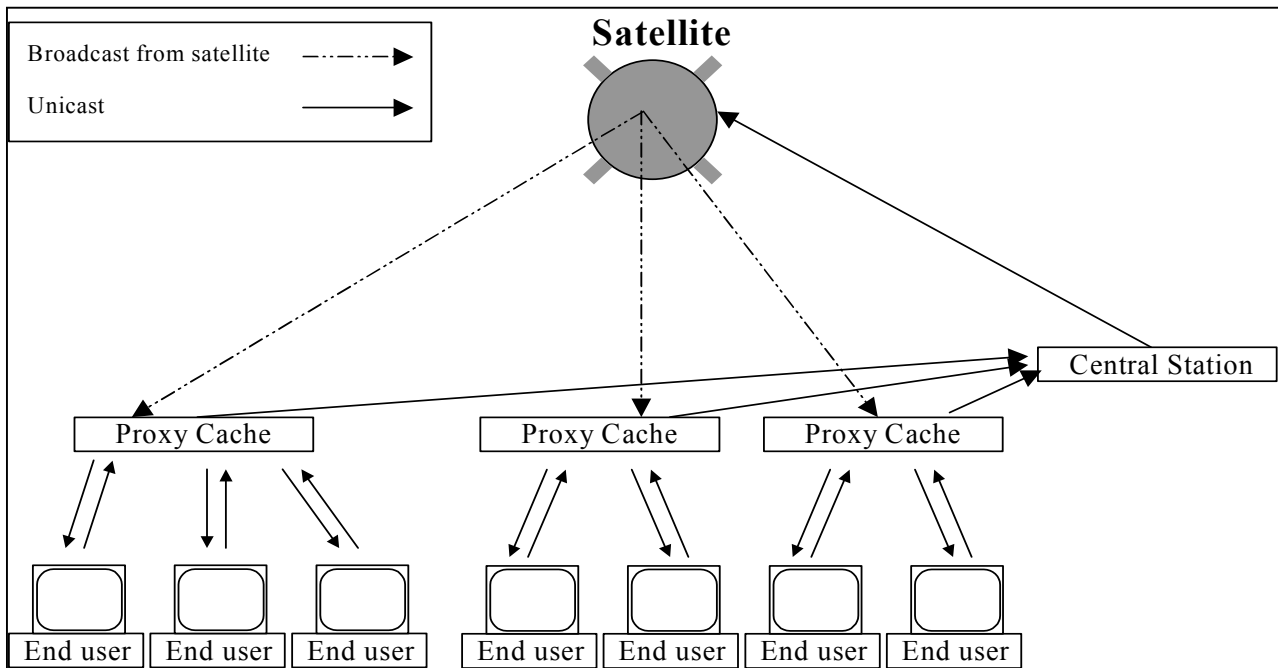 Satellite
Broadcast from satellite
Unicast
Central Station
Proxy Cache
Proxy Cache
Proxy Cache
End user
End user
End user
End user
End user
End user
End user